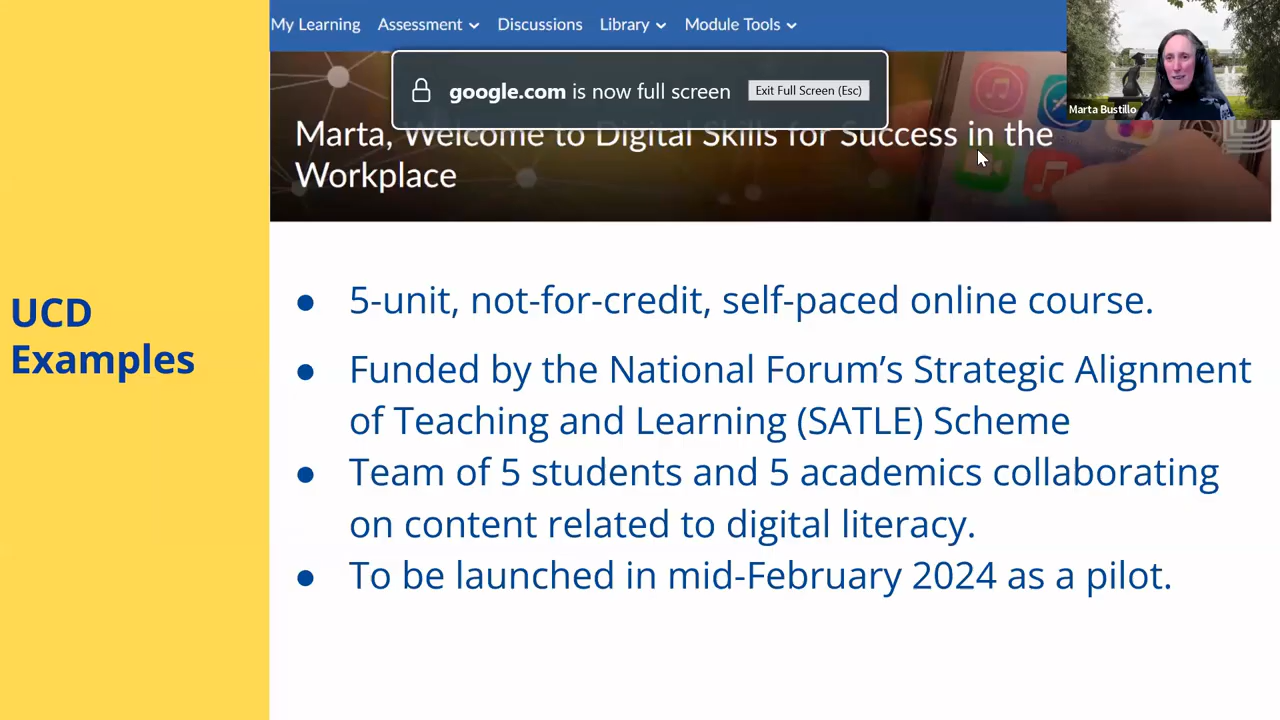 My Learning Assessment Discussions Library Module Tools
google.com is now full screen Exit Full Screen (Esc)
Marta Bustillo
Marta, Welcome to Digital Skills for Success in the
Workplace
UCD
Examples
● 5-unit, not-for-credit, self-paced online course.
● Funded by the National Forum’s Strategic Alignment
of Teaching and Learning (SATLE) Scheme
● Team of 5 students and 5 academics collaborating
on content related to digital literacy.
● To be launched in mid-February 2024 as a pilot.